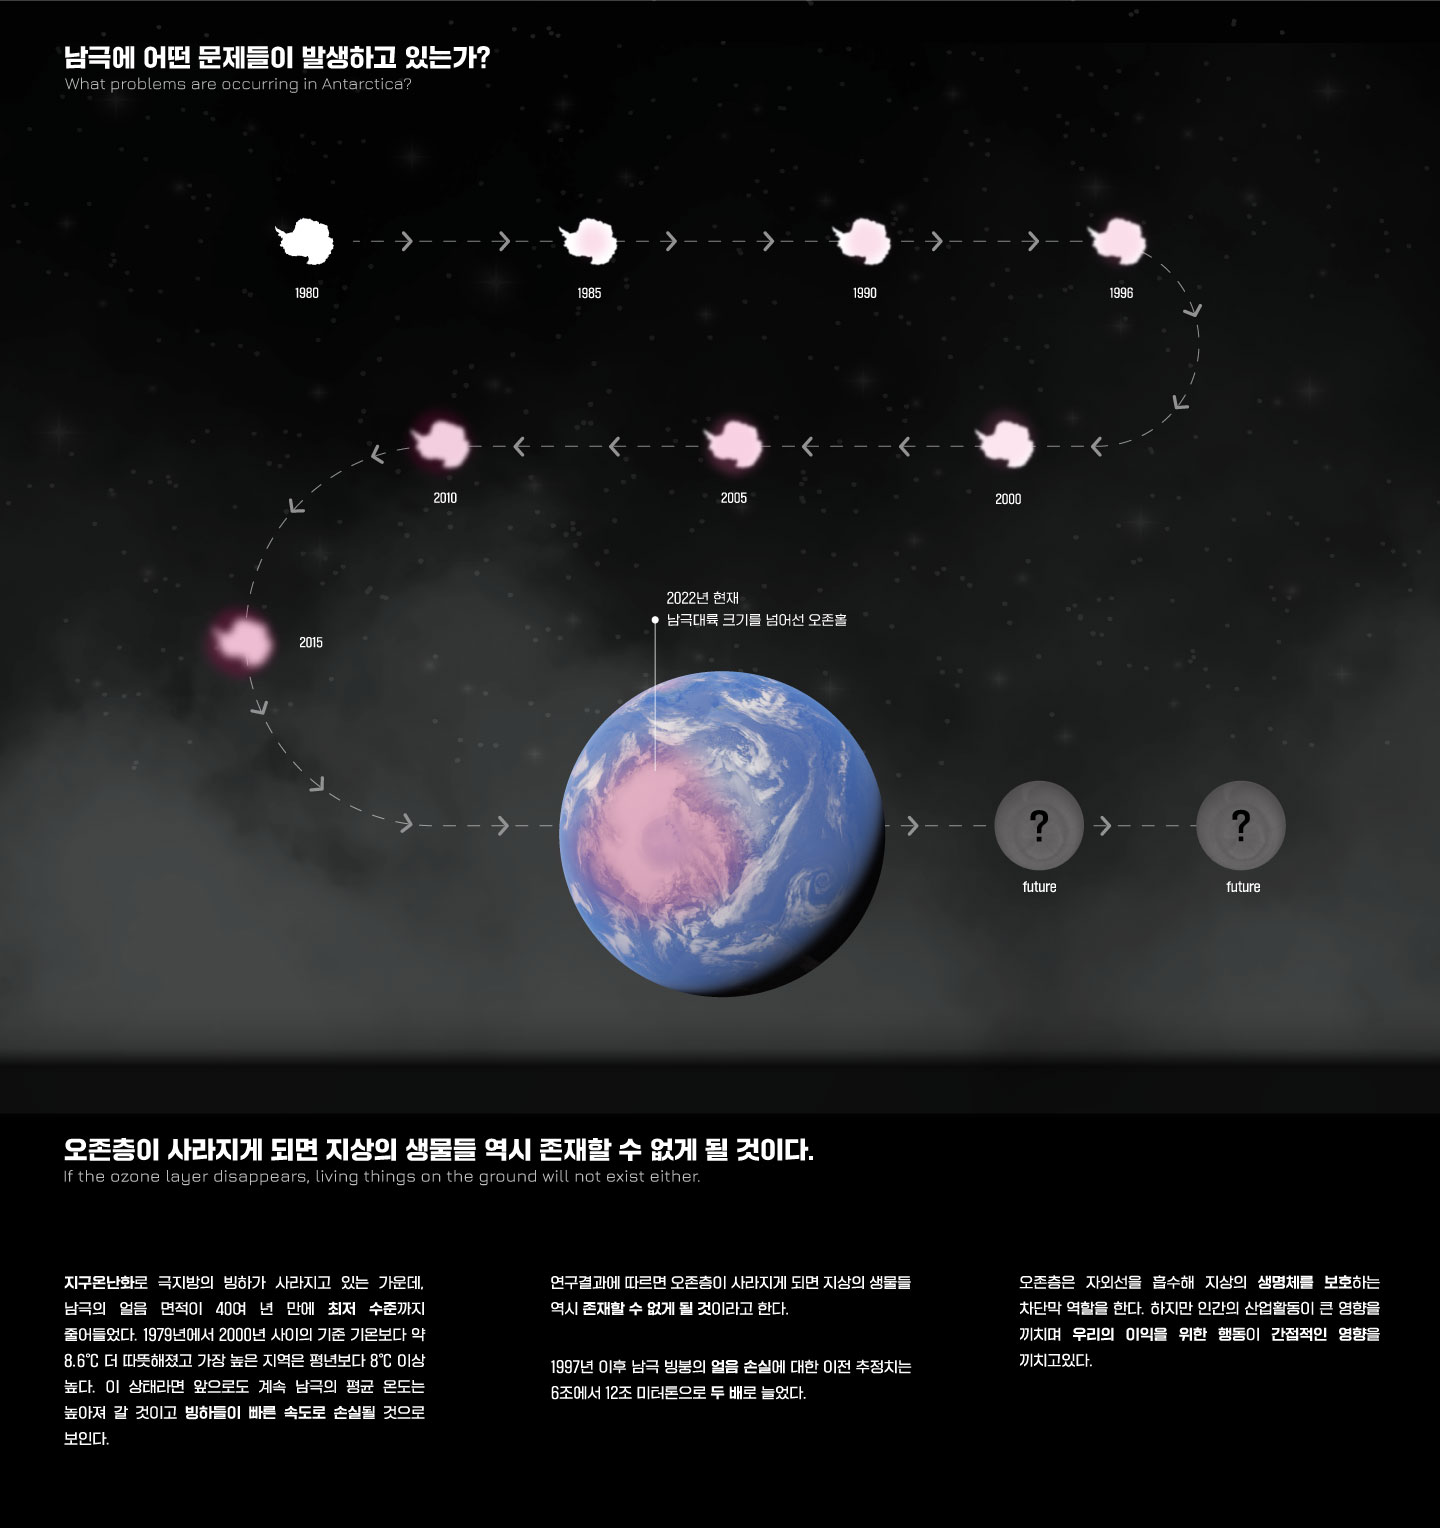 남극에 어떤 문제들이 발생하고 있는가?
What problems are occurring in Antarctica?
1980
1985
1990
1996
2010
2005
2000
2015
2022년 현재
남극대륙 크기를 넘어선 오존홀
?
?
future
future
오존층이 사라지게 되면 지상의 생물들 역시 존재할 수 없게 될 것이다.
If the ozone layer disappears, living things on the ground will not exist either.
지구온난화로 극지방의 빙하가 사라지고 있는 가운데,
남극의 얼음 면적이 40여 년 만에 최저 수준까지
줄어들었다. 1979년에서 2000년 사이의 기준 기온보다 약
8.6℃ 더 따뜻해졌고 가장 높은 지역은 평년보다 8℃ 이상
높다. 이 상태라면 앞으로도 계속 남극의 평균 온도는
높아져 갈 것이고 빙하들이 빠른 속도로 손실될 것으로
보인다.
연구결과에 따르면 오존층이 사라지게 되면 지상의 생물들
역시 존재할 수 없게 될 것이라고 한다.
1997년 이후 남극 빙붕의 얼음 손실에 대한 이전 추정치는
6조에서 12조 미터톤으로 두 배로 늘었다.
오존층은 자외선을 흡수해 지상의 생명체를 보호하는
차단막 역할을 한다. 하지만 인간의 산업활동이 큰 영향을
끼치며 우리의 이익을 위한 행동이 간접적인 영향을
끼치고있다.